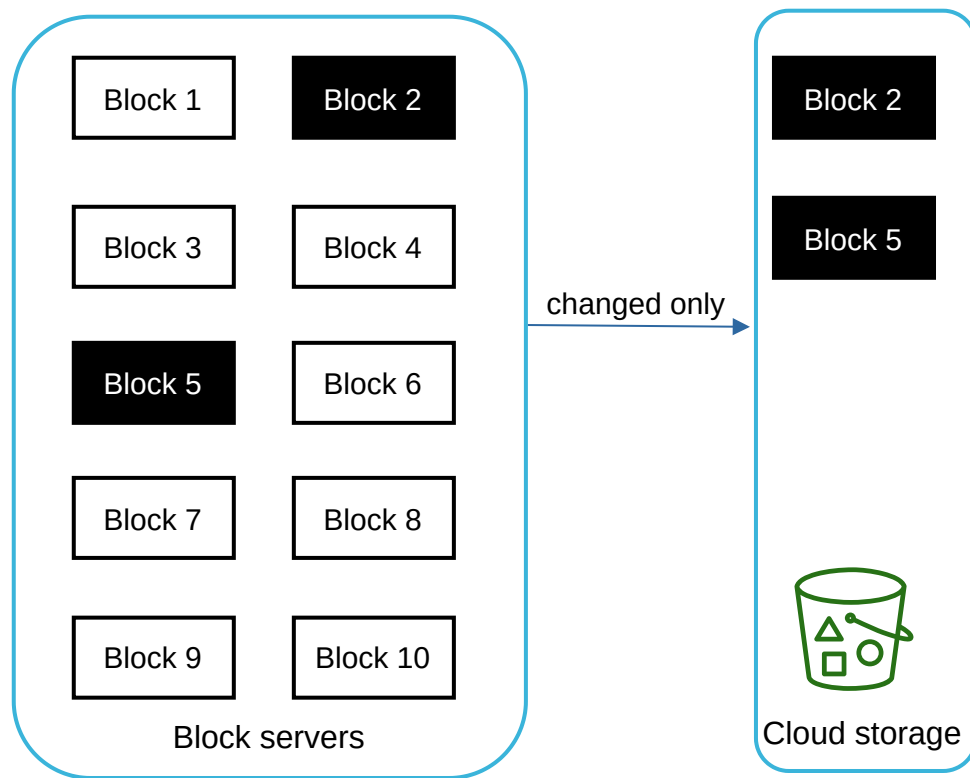 Block 1
Block 2
Block 3
Block 4
Block 5
Block 6
Block 7
Block 8
Block 9
Block 10
Block servers
changed only
Block 2
Block 5
Cloud storage